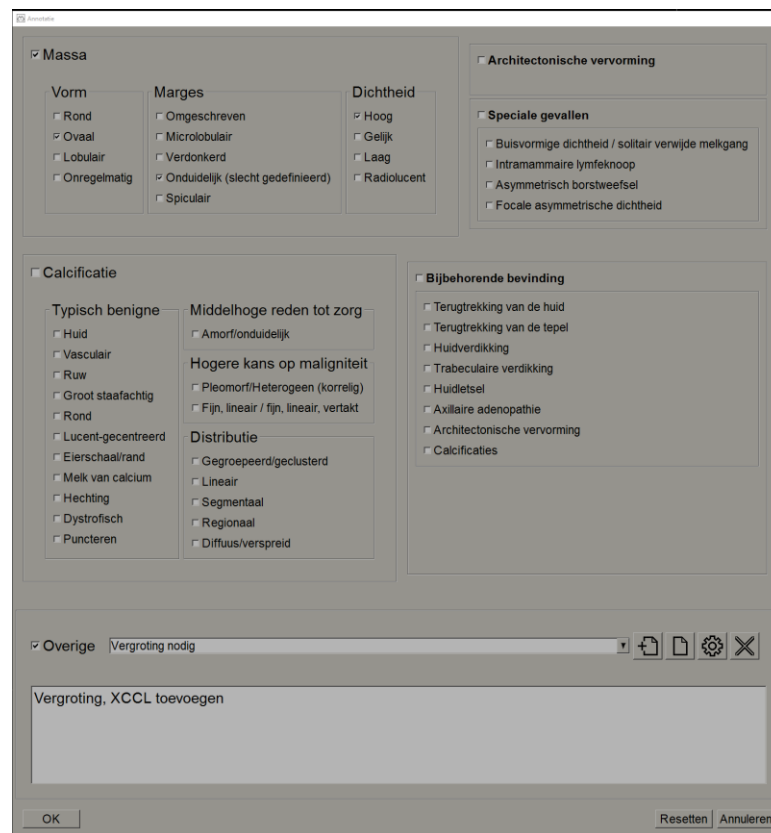 Annotatie
Massa
Vorm
Rond
Ovaal
Lobulair
Onregelmatig
Marges
Omgeschreven
Microlobulair
Verdonkerd
Onduidelijk (slecht gedefinieerd)
Spiculair
Dichtheid
Hoog
Gelijk
Laag
Radiolucent
Architectonische vervorming
Speciale gevallen
Buisvormige dichtheid / solitair verwijde melkgang
Intramammaire lymfeknoop
Asymmetrisch borstweefsel
Focale asymmetrische dichtheid
Calcificatie
Typisch benigne
Huid
Vasculair
Ruw
Groot staafachtig
Rond
Lucent-gecentreerd
Eierschaal/rand
Melk van calcium
Hechting
Dystrofisch
Puncteren
Middelhoge reden tot zorg
Amorf/onduidelijk
Hogere kans op maligniteit
Pleomorf/Heterogeen (korrelig)
Fijn, lineair / fijn, lineair, vertakt
Distributie
Gegroepeerd/geclusterd
Lineair
Segmentaal
Regionaal
Diffuus/verspreid
Bijbehorende bevinding
Terugtrekking van de huid
Terugtrekking van de tepel
Huidverdikking
Trabeculaire verdikking
Huidletsel
Axillaire adenopathie
Architectonische vervorming
Calcificaties
Overige
Vergroting nodig
Vergroting, XCCL toevoegen
OK
Resetten
Annuleren